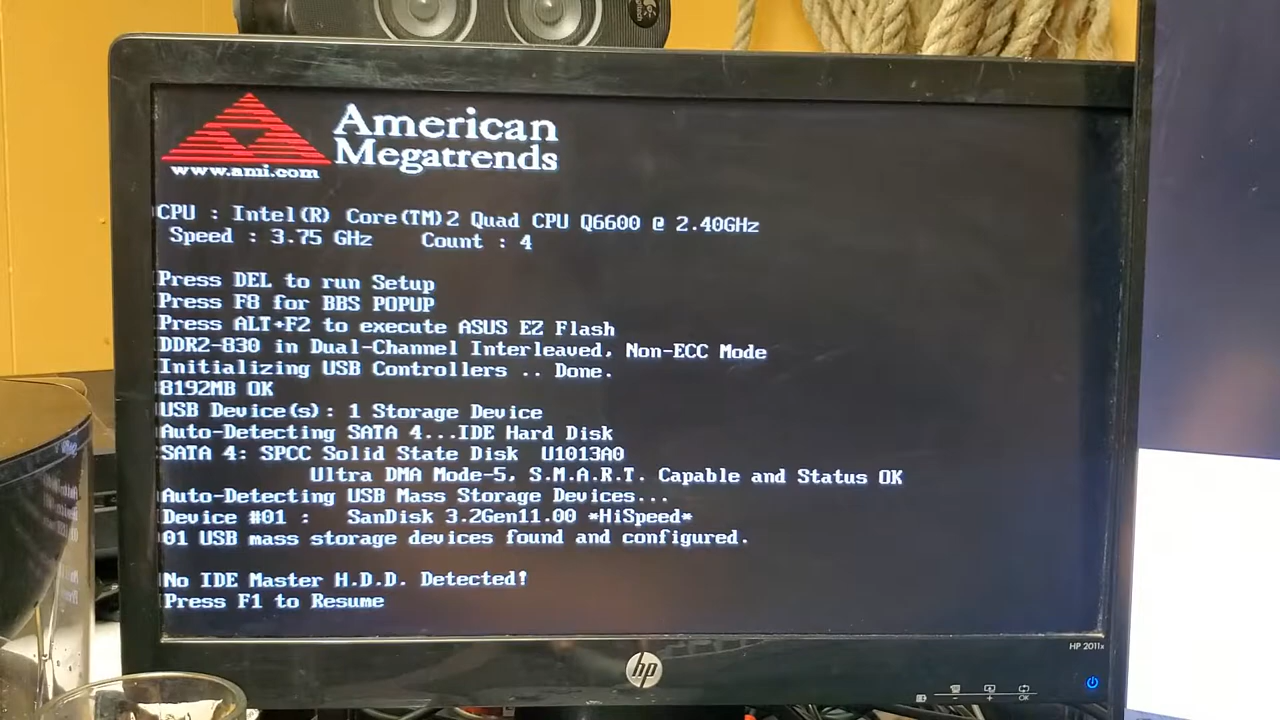 American
Megatrends
www.ami.com
CPU : Intel(R) Core(TM)2 Quad CPU Q6600 @ 2.40GHz
Speed : 3.75 GHz Count : 4
Press DEL to run Setup
Press F8 for BBS POPUP
Press ALT+F2 to execute ASUS EZ Flash
DDR2-830 in Dual-Channel Interleaved, Non-ECC Mode
Initializing USB Controllers .. Done.
8192MB OK
USB Device(s): 1 Storage Device
Auto-Detecting SATA 4...IDE Hard Disk
SATA 4: SPCC Solid State Disk U1013A0
Ultra DMA Mode-5, S.M.A.R.T. Capable and Status OK
Auto-Detecting USB Mass Storage Devices...
Device #01 : SanDisk 3.2Gen11.00 *HiSpeed*
01 USB mass storage devices found and configured.
No IDE Master H.D.D. Detected!
Press F1 to Resume
HP 2011x
hp
OK